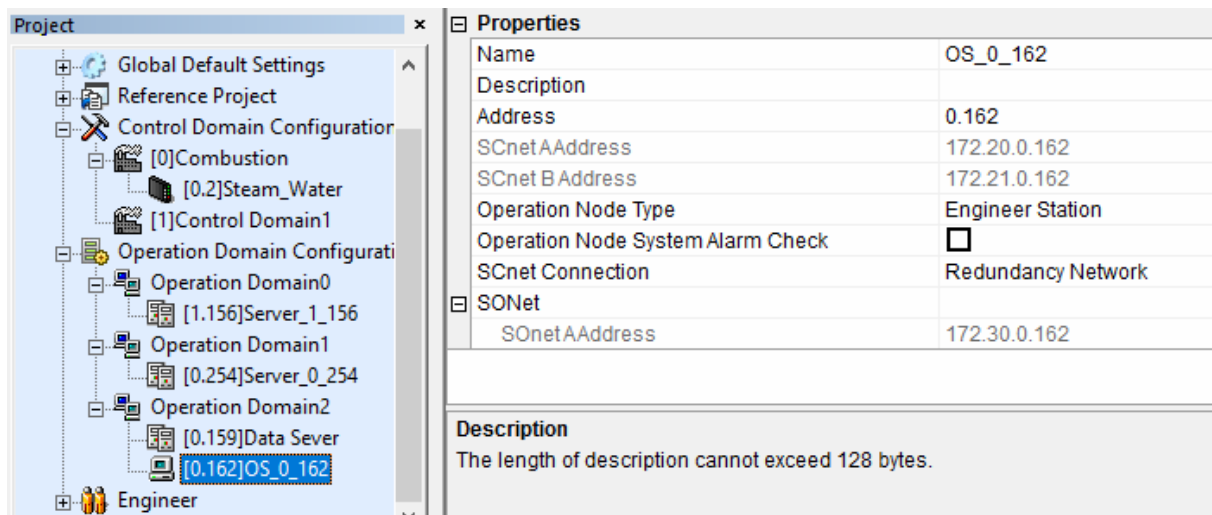 Project
Global Default Settings
Reference Project
Control Domain Configuration
[0]Combustion
[0.2]Steam_Water
[1]Control Domain1
Operation Domain Configurati
Operation Domain0
[1.156]Server_1_156
Operation Domain1
[0.254]Server_0_254
Operation Domain2
[0.159]Data Sever
[0.162]OS_0_162
Engineer
Properties
Name OS_0_162
Description
Address 0.162
SCnet A Address 172.20.0.162
SCnet B Address 172.21.0.162
Operation Node Type Engineer Station
Operation Node System Alarm Check
SCnet Connection Redundancy Network
SONet
SOnet A Address 172.30.0.162
Description
The length of description cannot exceed 128 bytes.